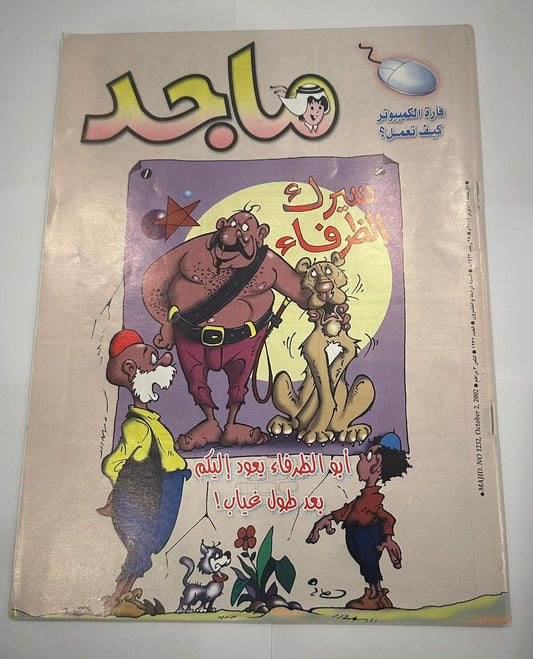 ماجد
فأرة الكمبيوتر
كيف تعمل؟
سيرك
الظرفاء
أبو الظرفاء يعود إليكم
بعد طول غياب!
MAJID. NO 1232, October 2, 2002